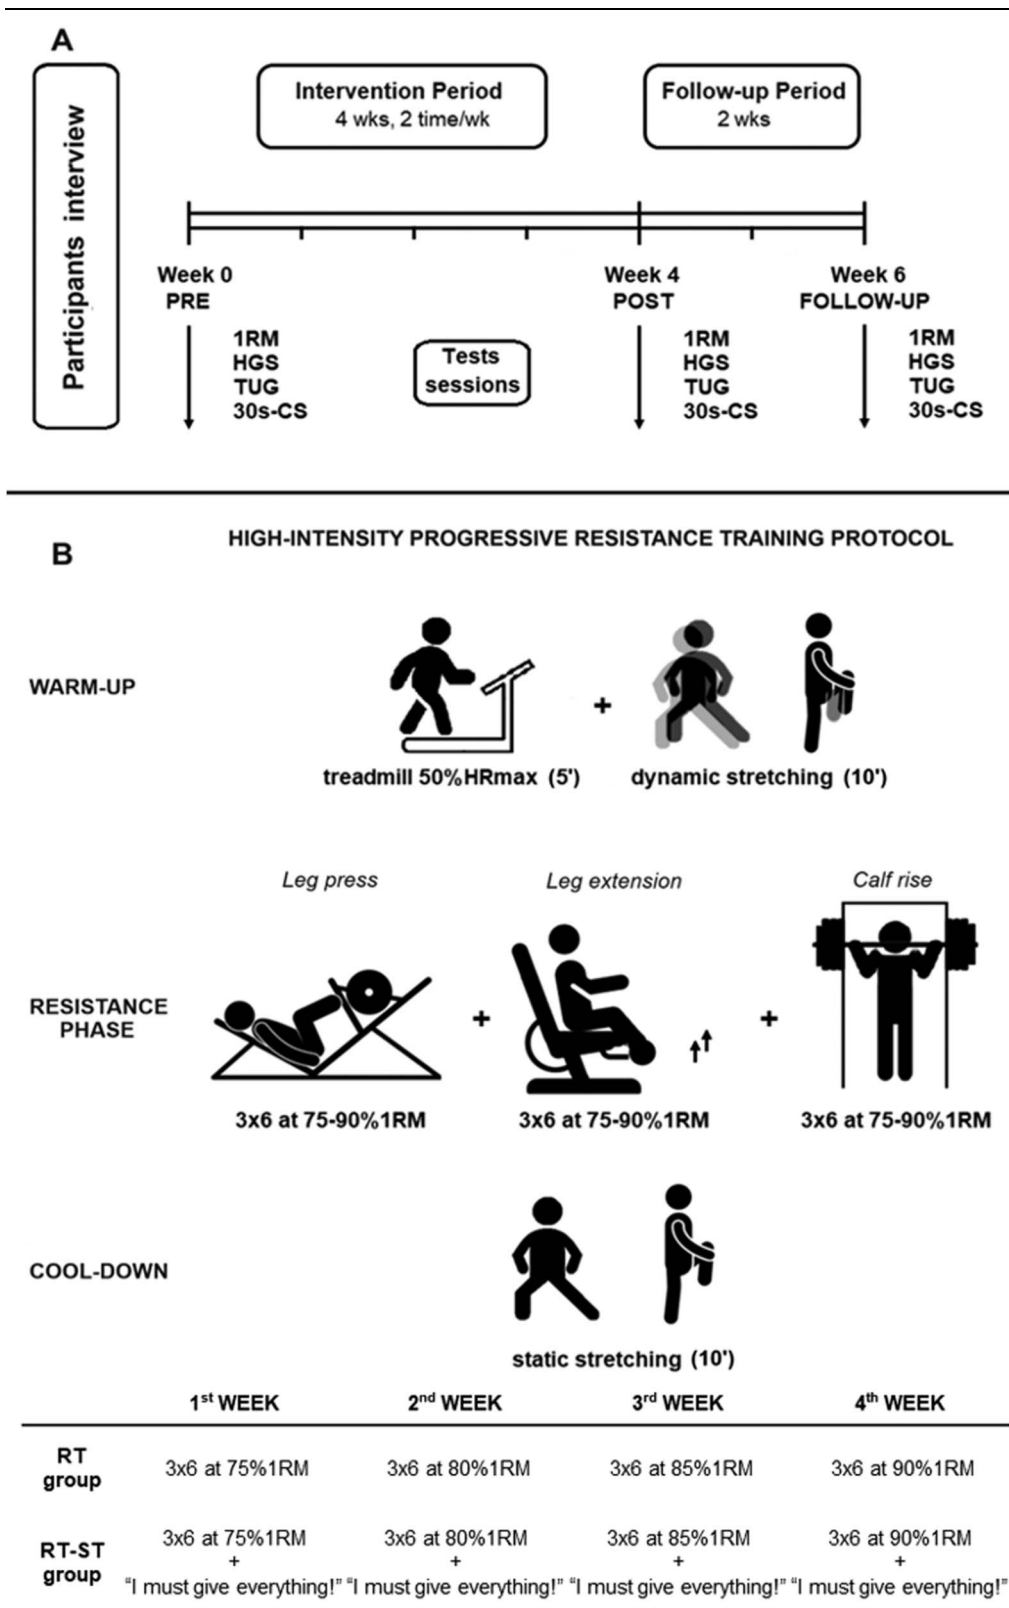 A
Participants interview
Intervention Period
4 wks, 2 time/wk
Follow-up Period
2 wks
Week 0
PRE
Week 4
POST
Week 6
FOLLOW-UP
1RM
HGS
TUG
30s-CS
Tests
sessions
1RM
HGS
TUG
30s-CS
1RM
HGS
TUG
30s-CS
B
HIGH-INTENSITY PROGRESSIVE RESISTANCE TRAINING PROTOCOL
WARM-UP
+
treadmill 50%HRmax (5')
dynamic stretching (10')
Leg press
Leg extension
Calf rise
RESISTANCE
PHASE
+
+
3x6 at 75-90%1RM
3x6 at 75-90%1RM
3x6 at 75-90%1RM
COOL-DOWN
static stretching (10')
1st WEEK 2nd WEEK 3rd WEEK 4th WEEK
RT
group
3x6 at 75%1RM 3x6 at 80%1RM 3x6 at 85%1RM 3x6 at 90%1RM
RT-ST
group
3x6 at 75%1RM 3x6 at 80%1RM 3x6 at 85%1RM 3x6 at 90%1RM
+ + + +
"I must give everything!" "I must give everything!" "I must give everything!" "I must give everything!"